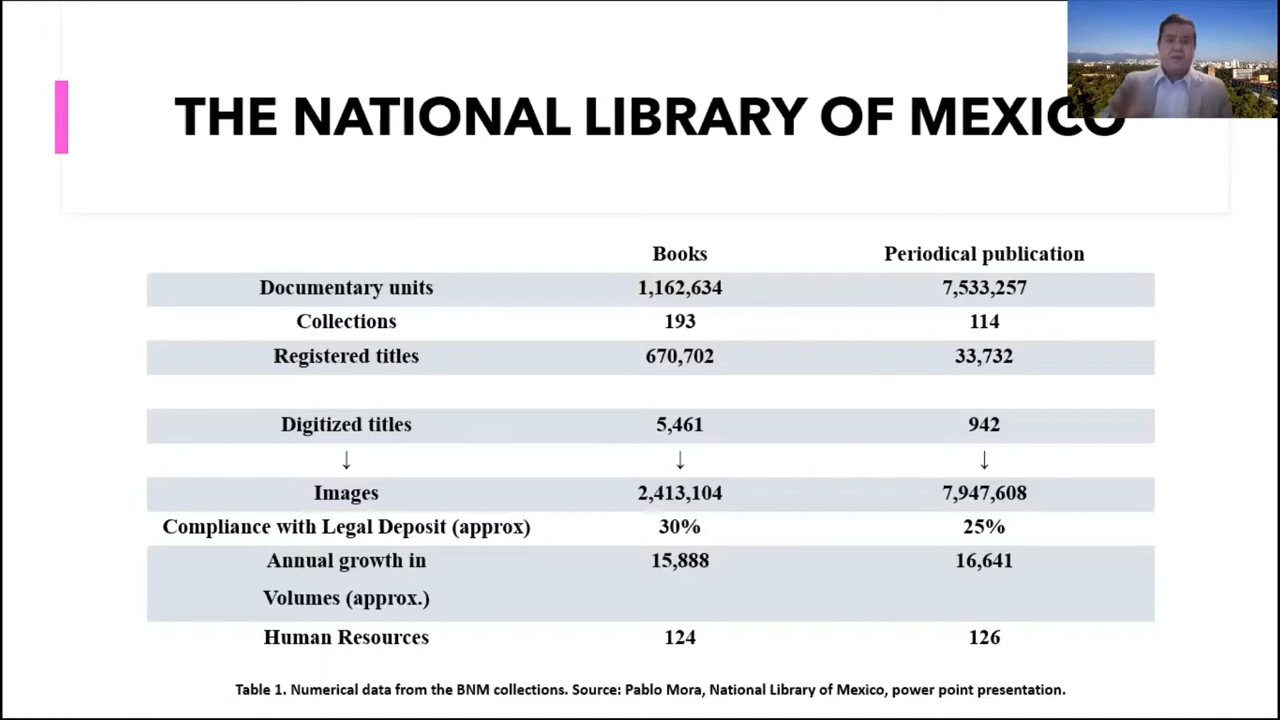 THE NATIONAL LIBRARY OF MEXICO
Books Periodical publication
Documentary units 1,162,634 7,533,257
Collections 193 114
Registered titles 670,702 33,732
Digitized titles 5,461 942
↓ ↓ ↓
Images 2,413,104 7,947,608
Compliance with Legal Deposit (approx) 30% 25%
Annual growth in 15,888 16,641
Volumes (approx.)
Human Resources 124 126
Table 1. Numerical data from the BNM collections. Source: Pablo Mora, National Library of Mexico, power point presentation.